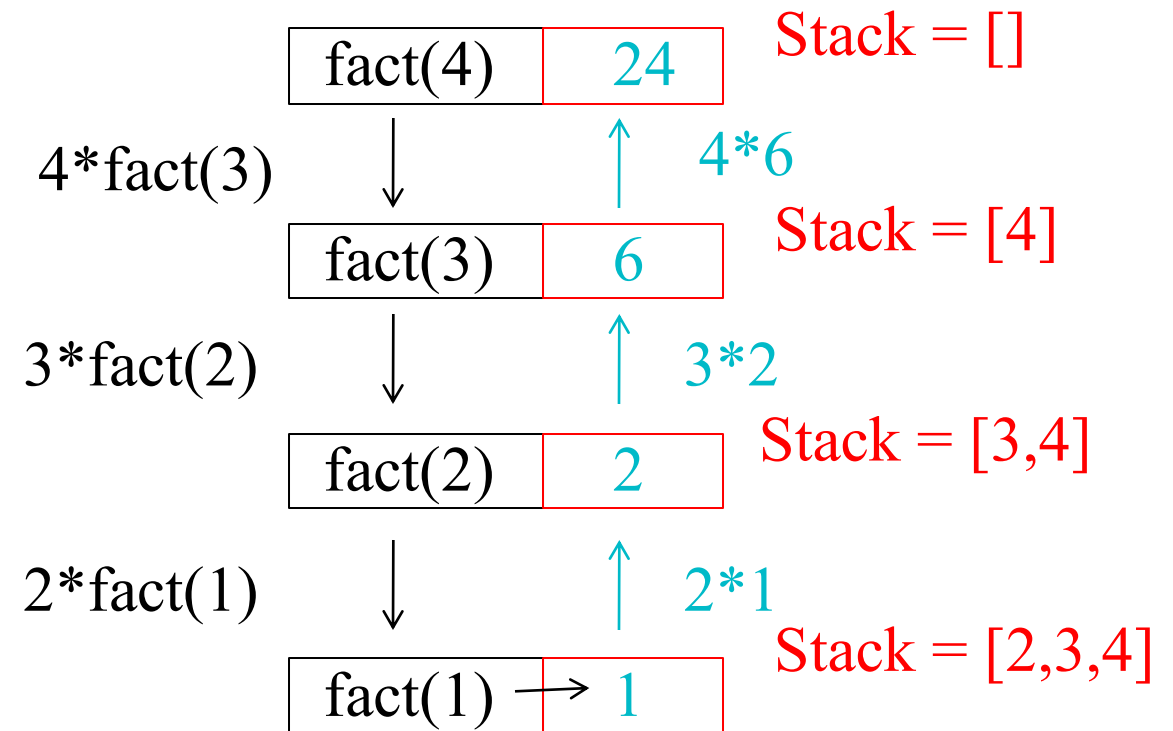 fact(4) 24 Stack = []
4*fact(3) 4*6
fact(3) 6 Stack = [4]
3*fact(2) 3*2
fact(2) 2 Stack = [3,4]
2*fact(1) 2*1
fact(1) 1 Stack = [2,3,4]